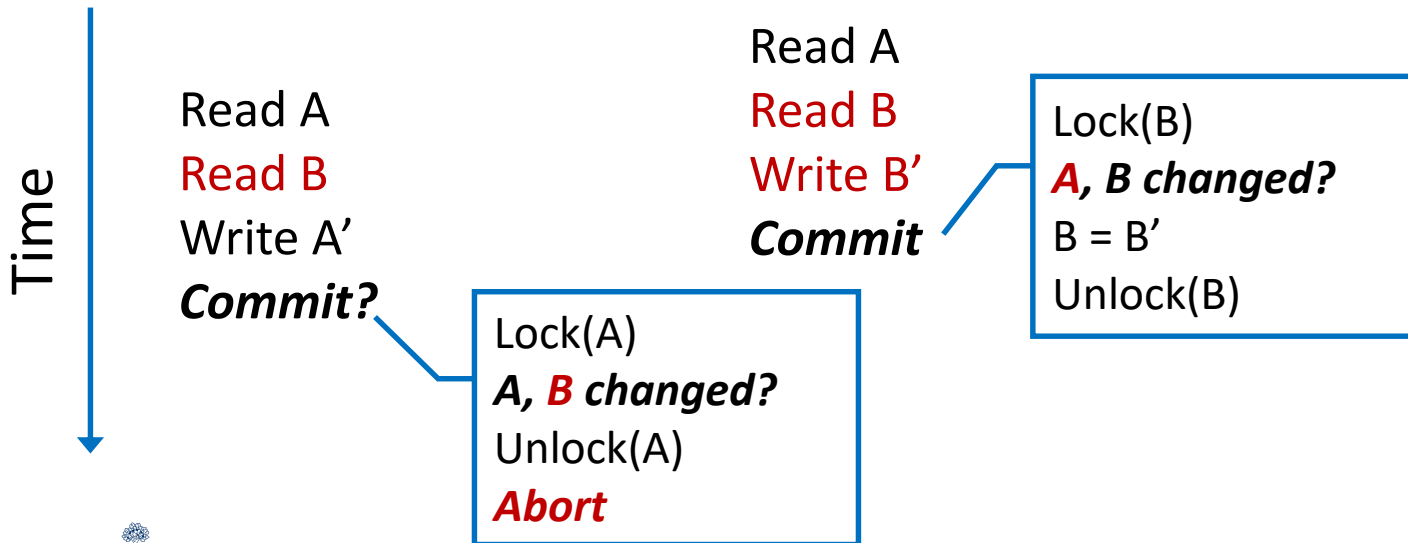 Time
Read A
Read B
Write A’
Commit?
Lock(A)
A, B changed?
Unlock(A)
Abort
Read A
Read B
Write B’
Commit
Lock(B)
A, B changed?
B = B’
Unlock(B)